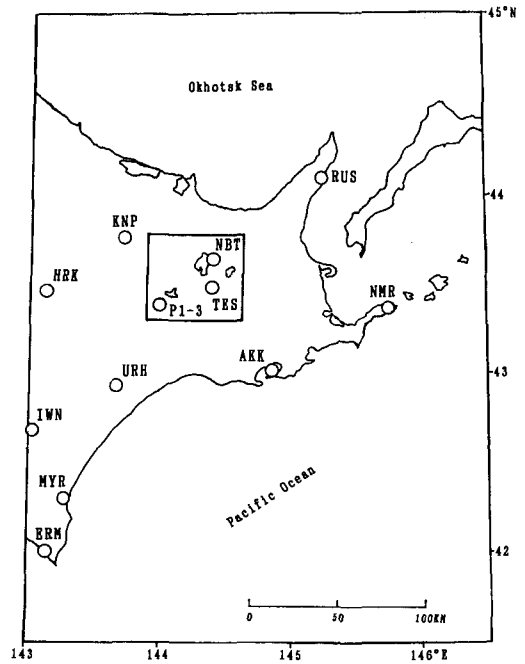 45°N
Okhotsk Sea
44
RUS
KNP
NBT
HRK
TES
NMR
P1-3
43
AKK
URH
IWN
MYR
Pacific Ocean
ERM
42
0 50 100KM
143 144 145 146°E